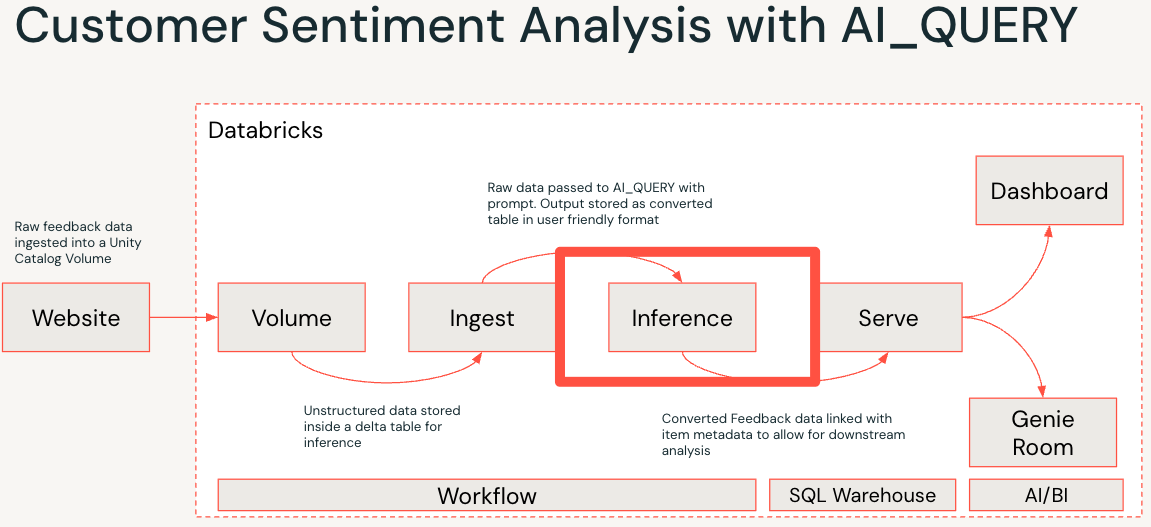 Customer Sentiment Analysis with AI_QUERY
Databricks
Raw data passed to AI_QUERY with
prompt. Output stored as converted
table in user friendly format
Dashboard
Raw feedback data
ingested into a Unity
Catalog Volume
Website
Volume
Ingest
Inference
Serve
Unstructured data stored
inside a delta table for
inference
Converted Feedback data linked with
item metadata to allow for downstream
analysis
Genie
Room
Workflow
SQL Warehouse
AI/BI